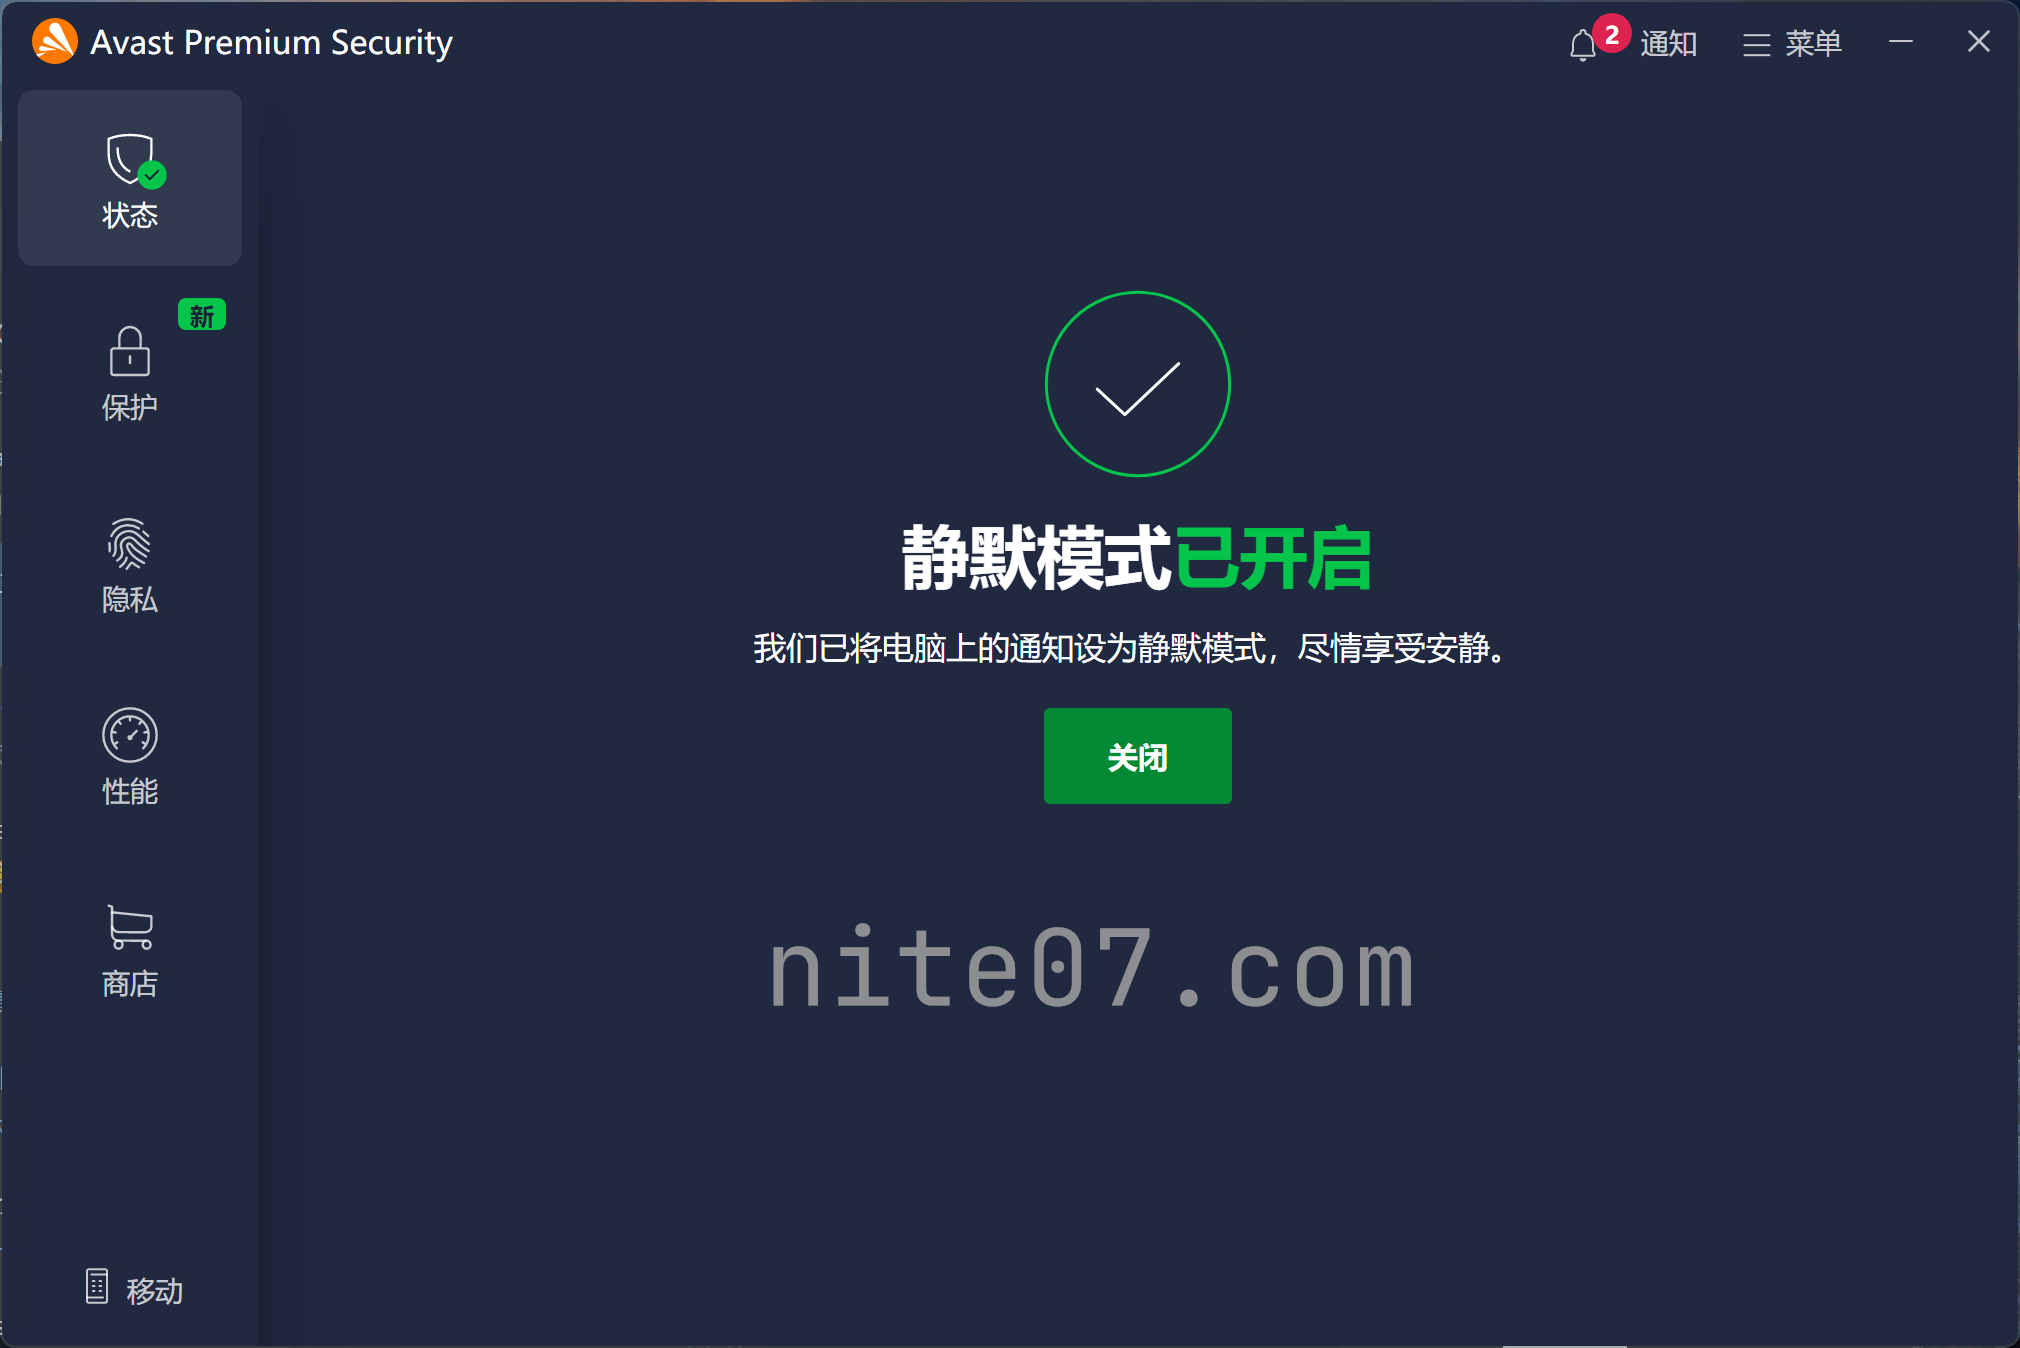 Avast Premium Security
2
通知
菜单
状态
新
保护
隐私
性能
商店
移动
静默模式已开启
我们已将电脑上的通知设为静默模式，尽情享受安静。
关闭
nite07.com